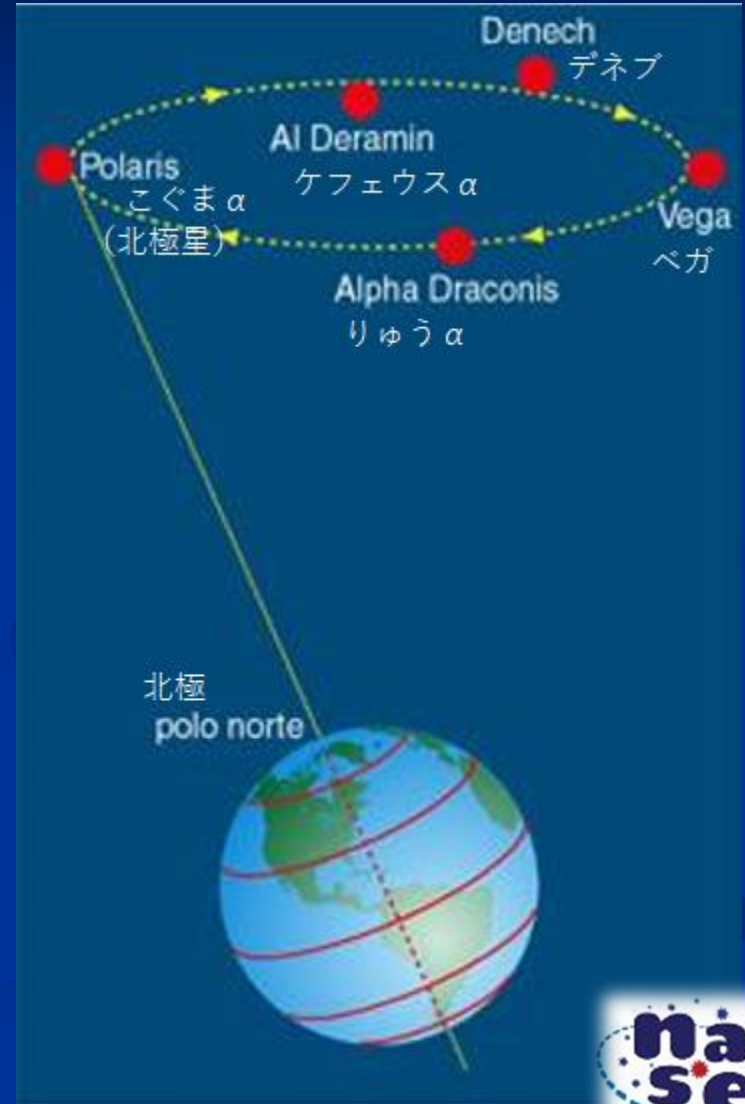 Denech
デネブ
Al Deramin
ケフェウスα
Polaris
こぐまα
(北極星)
Vega
ベガ
Alpha Draconis
りゅうα
北極
polo norte
na
se